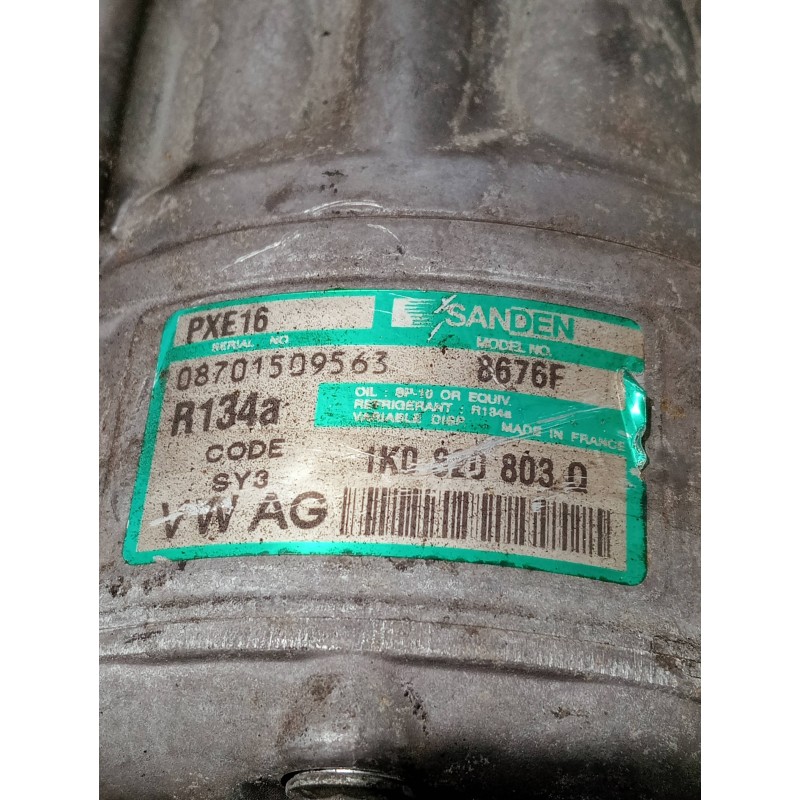 PXE16
SANDEN
SERIAL NO
MODEL NO.
08701509563
8676F
R134a
OIL : SP-10 OR EQUIV.
REFRIGERANT : R134a
VARIABLE DISP.
MADE IN FRANCE
CODE
SY3
1K0 820 803 Q
VW AG